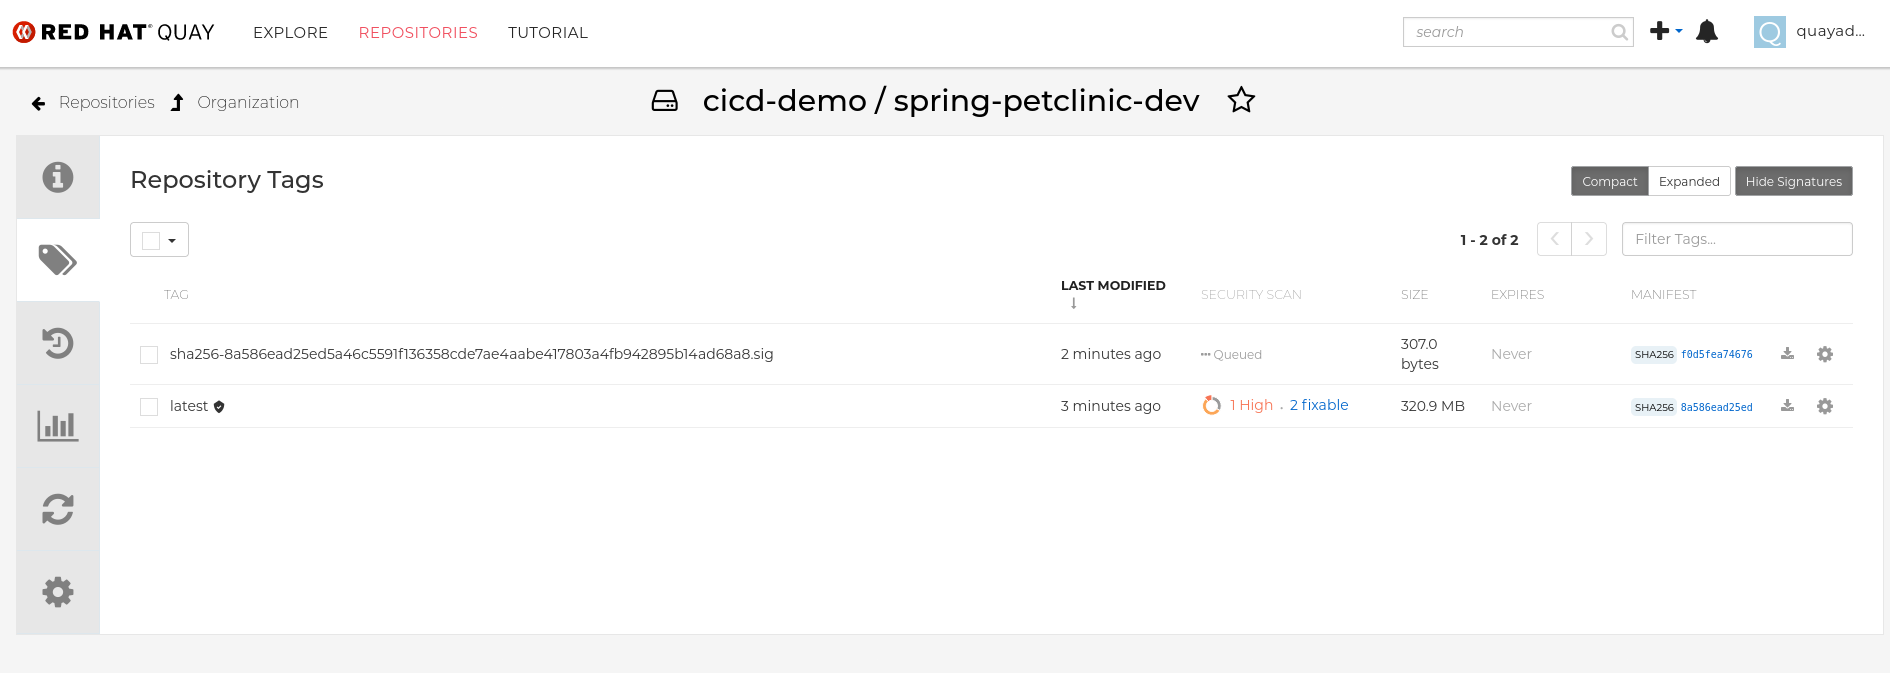 RED HAT® QUAY EXPLORE REPOSITORIES TUTORIAL search quayad...
Repositories Organization cicd-demo / spring-petclinic-dev
Repository Tags Compact Expanded Hide Signatures
1 - 2 of 2 Filter Tags...
TAG LAST MODIFIED ↓ SECURITY SCAN SIZE EXPIRES MANIFEST
sha256-8a586ead25ed5a46c5591f136358cde7ae4aabe417803a4fb942895b14ad68a8.sig 2 minutes ago Queued 307.0 bytes Never SHA256 f0d5fea74676
latest 3 minutes ago 1 High · 2 fixable 320.9 MB Never SHA256 8a586ead25ed